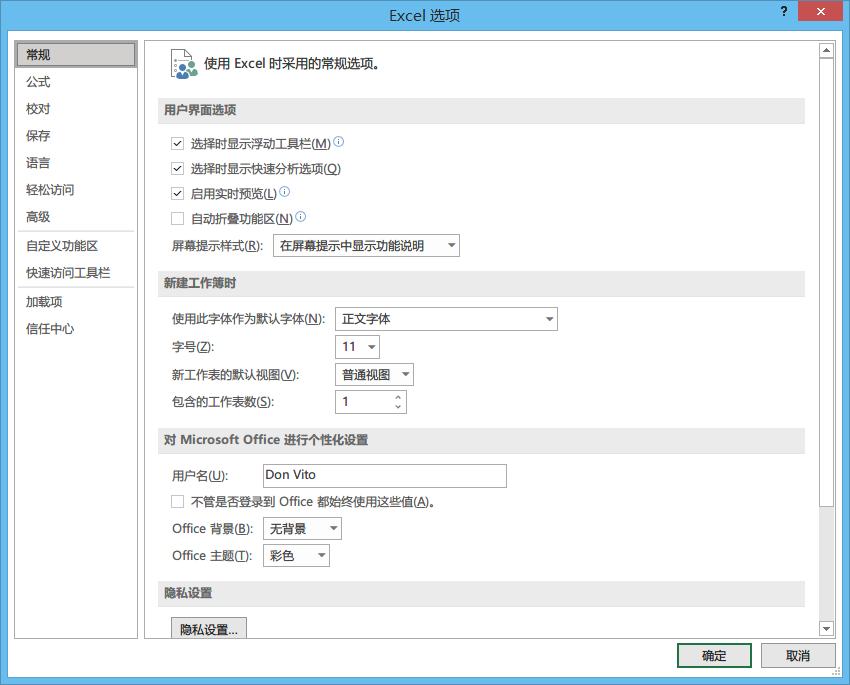 Excel 选项
?
常规
公式
校对
保存
语言
轻松访问
高级
自定义功能区
快速访问工具栏
加载项
信任中心
使用 Excel 时采用的常规选项。
用户界面选项
选择时显示浮动工具栏(M)
选择时显示快速分析选项(Q)
启用实时预览(L)
自动折叠功能区(N)
屏幕提示样式(R): 在屏幕提示中显示功能说明
新建工作簿时
使用此字体作为默认字体(N): 正文字体
字号(Z): 11
新工作表的默认视图(V): 普通视图
包含的工作表数(S): 1
对 Microsoft Office 进行个性化设置
用户名(U): Don Vito
不管是否登录到 Office 都始终使用这些值(A)。
Office 背景(B): 无背景
Office 主题(T): 彩色
隐私设置
隐私设置...
确定 取消